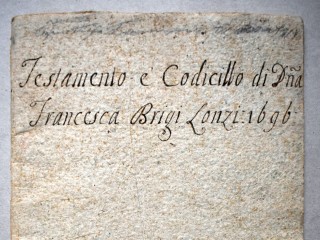 Testamento e Codicillo di Dña
Francesca Brigi Lonzi: 1696